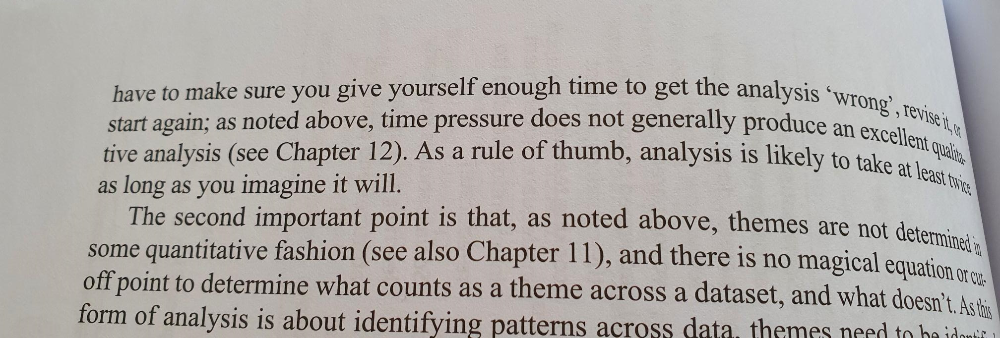 have to make sure you give yourself enough time to get the analysis ‘wrong’, revise it, or
start again; as noted above, time pressure does not generally produce an excellent qualita-
tive analysis (see Chapter 12). As a rule of thumb, analysis is likely to take at least twice
as long as you imagine it will.
The second important point is that, as noted above, themes are not determined in
some quantitative fashion (see also Chapter 11), and there is no magical equation or cut-
off point to determine what counts as a theme across a dataset, and what doesn’t. As this
form of analysis is about identifying patterns across data, themes need to be